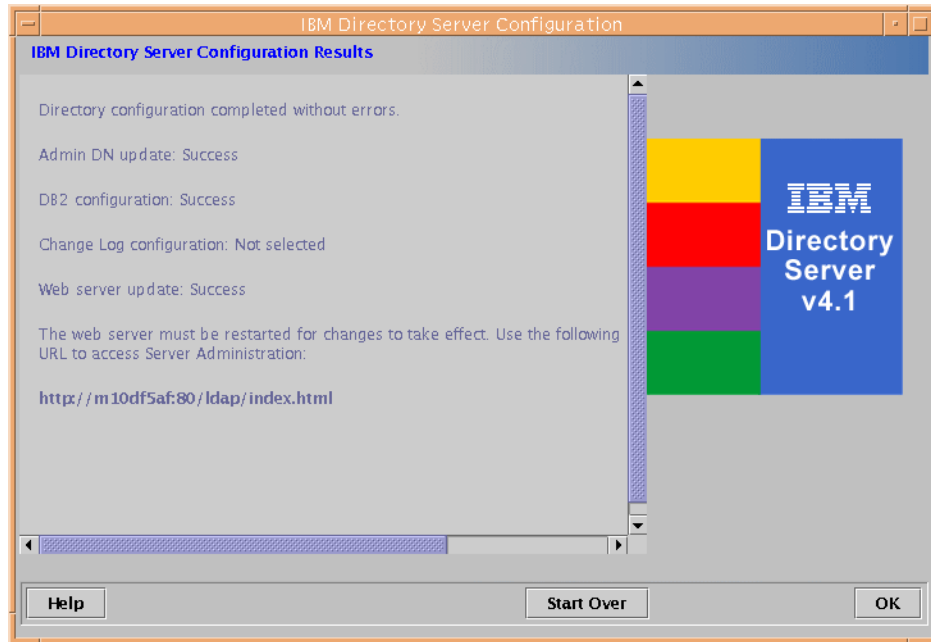 IBM Directory Server Configuration
IBM Directory Server Configuration Results
Directory configuration completed without errors.
Admin DN update: Success
DB2 configuration: Success
Change Log configuration: Not selected
Web server update: Success
The web server must be restarted for changes to take effect. Use the following
URL to access Server Administration:
http://m10df5af:80/ldap/index.html
IBM
Directory
Server
v4.1
Help
Start Over
OK